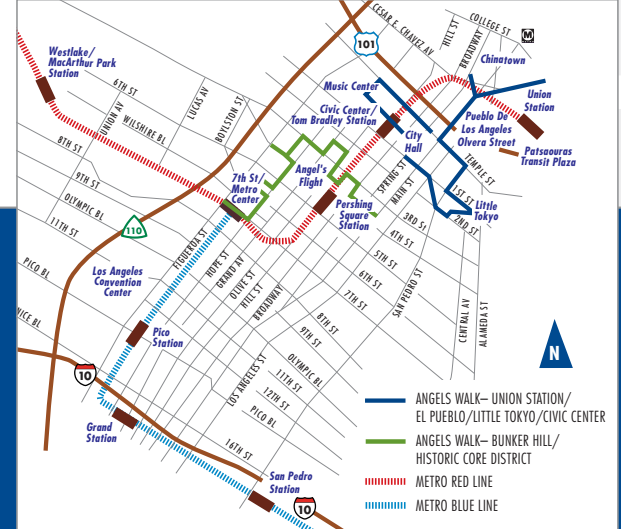 CESAR E. CHAVEZ AV
HILL ST
COLLEGE ST
BROADWAY
M
101
Chinatown
Westlake/
MacArthur Park
Station
6TH ST
UNION AV
WILSHIRE BL
LUCAS AV
BOYLSTON ST
Music Center
Civic Center/
Tom Bradley Station
City
Hall
Union
Station
Pueblo De
Los Angeles
Olvera Street
Patsaouras
Transit Plaza
TEMPLE ST
8TH ST
9TH ST
OLYMPIC BL
11TH ST
7th St/
Metro
Center
Angel's
Flight
Pershing
Square
Station
SPRING ST
MAIN ST
1ST ST
2ND ST
Little
Tokyo
3RD St
4TH ST
5TH ST
6TH ST
7TH ST
110
FIGUEROA ST
HOPE ST
GRAND AV
OLIVE ST
HILL ST
BROADWAY
SAN PEDRO ST
CENTRAL AV
ALAMEDA ST
PICO BL
Los Angeles
Convention
Center
NICE BL
Pico
Station
8TH ST
9TH ST
OLYMPIC BL
11TH ST
12TH ST
PICO BL
LOS ANGELES ST
10
Grand
Station
16TH ST
San Pedro
Station
10
N
ANGELS WALK– UNION STATION/
EL PUEBLO/LITTLE TOKYO/CIVIC CENTER
ANGELS WALK– BUNKER HILL/
HISTORIC CORE DISTRICT
METRO RED LINE
METRO BLUE LINE